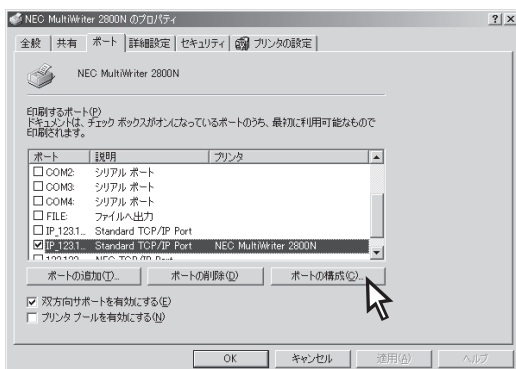 NEC MultiWriter 2800N のプロパティ
全般 共有 ポート 詳細設定 セキュリティ プリンタの設定
NEC MultiWriter 2800N
印刷するポート(P)
ドキュメントは、チェック ボックスがオンになっているポートのうち、最初に利用可能なもので
印刷されます。
ポート 説明 プリンタ
COM2: シリアル ポート
COM3: シリアル ポート
COM4: シリアル ポート
FILE: ファイルへ出力
IP_123.1... Standard TCP/IP Port
IP_123.1... Standard TCP/IP Port NEC MultiWriter 2800N
ポートの追加(T)... ポートの削除(D) ポートの構成(C)...
双方向サポートを有効にする(E)
プリンタ プールを有効にする(N)
OK キャンセル 適用(A) ヘルプ